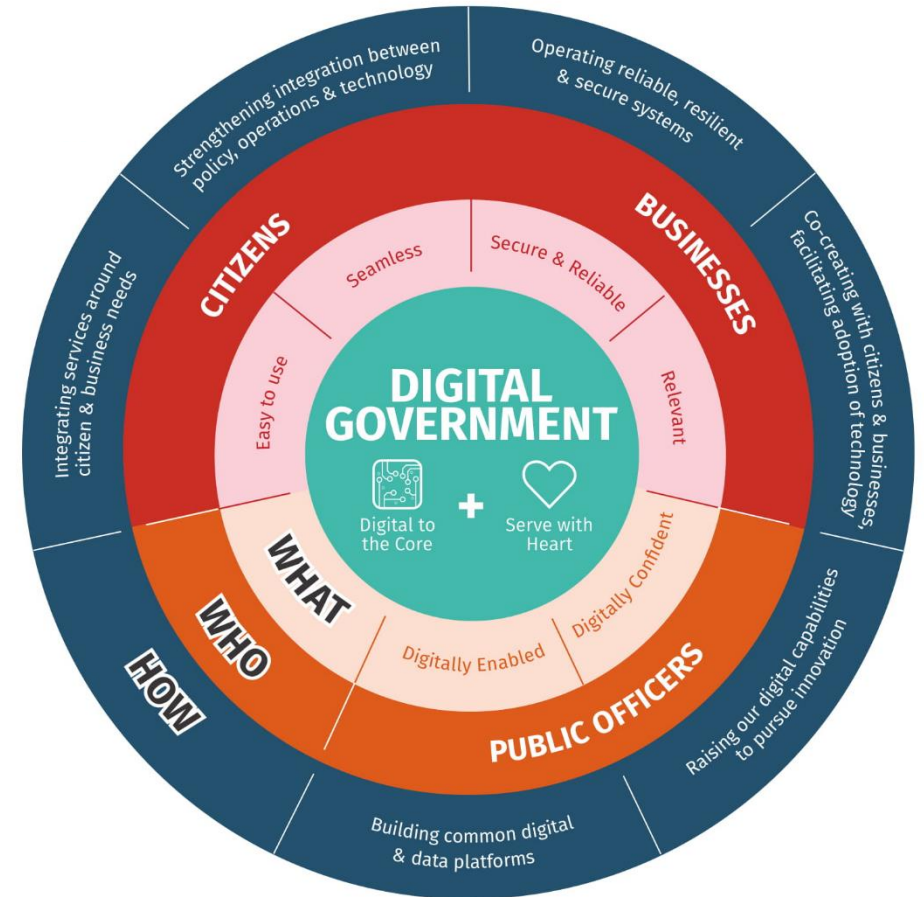 DIGITAL
GOVERNMENT
Digital to
the Core
+
Serve with
Heart
WHAT
Easy to use
Seamless
Secure & Reliable
Relevant
Digitally Confident
Digitally Enabled
WHO
CITIZENS
BUSINESSES
PUBLIC OFFICERS
HOW
Integrating services around
citizen & business needs
Strengthening integration between
policy, operations & technology
Operating reliable, resilient
& secure systems
Co-creating with citizens & businesses,
facilitating adoption of technology
Raising our digital capabilities
to pursue innovation
Building common digital
& data platforms